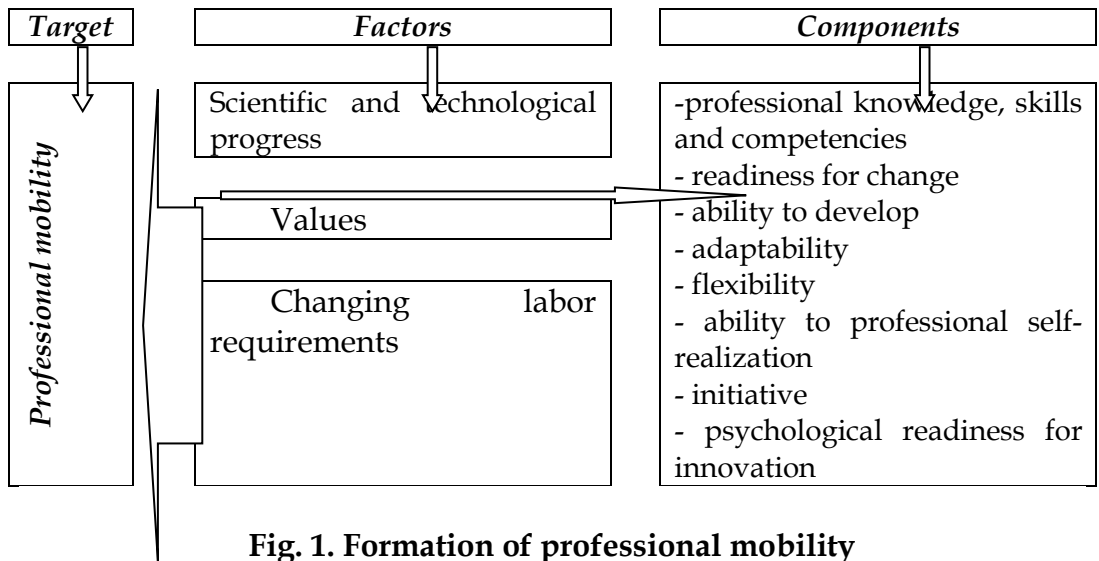 Target
Factors
Components
Professional mobility
Scientific and technological
progress
Values
Changing labor
requirements
-professional knowledge, skills
and competencies
- readiness for change
- ability to develop
- adaptability
- flexibility
- ability to professional self-
realization
- initiative
- psychological readiness for
innovation
Fig. 1. Formation of professional mobility